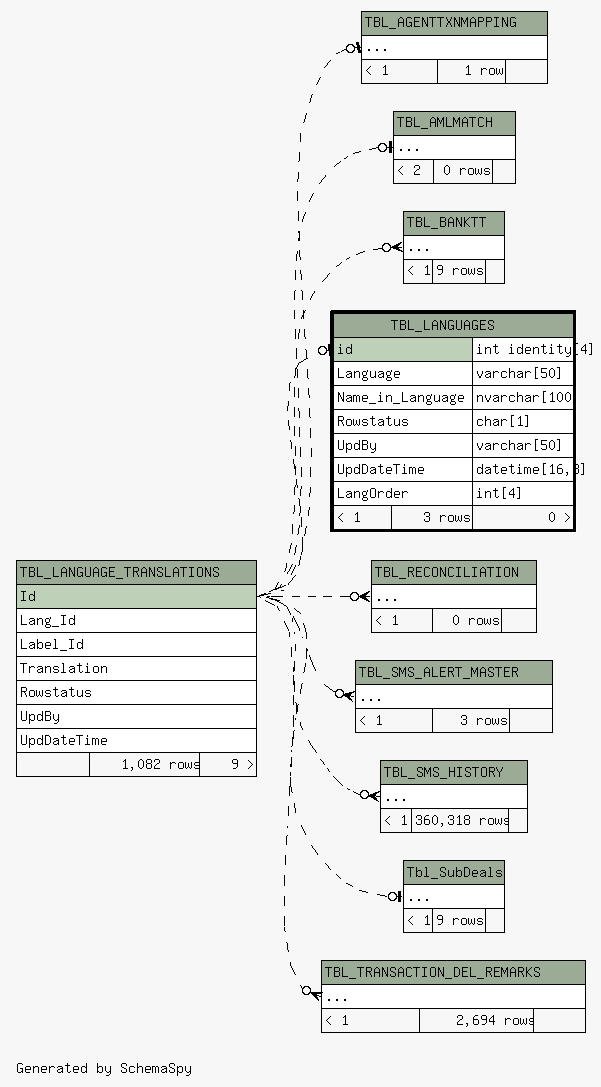 TBL_AGENTTXNMAPPING
...
< 1 1 row
TBL_AMLMATCH
...
< 2 0 rows
TBL_BANKTT
...
< 1 9 rows
TBL_LANGUAGES
id int identity[4]
Language varchar[50]
Name_in_Language nvarchar[100
Rowstatus char[1]
UpdBy varchar[50]
UpdDateTime datetime[16,3]
LangOrder int[4]
< 1 3 rows 0 >
TBL_LANGUAGE_TRANSLATIONS
Id
Lang_Id
Label_Id
Translation
Rowstatus
UpdBy
UpdDateTime
1,082 rows 9 >
TBL_RECONCILIATION
...
< 1 0 rows
TBL_SMS_ALERT_MASTER
...
< 1 3 rows
TBL_SMS_HISTORY
...
< 1 360,318 rows
Tbl_SubDeals
...
< 1 9 rows
TBL_TRANSACTION_DEL_REMARKS
...
< 1 2,694 rows
Generated by SchemaSpy